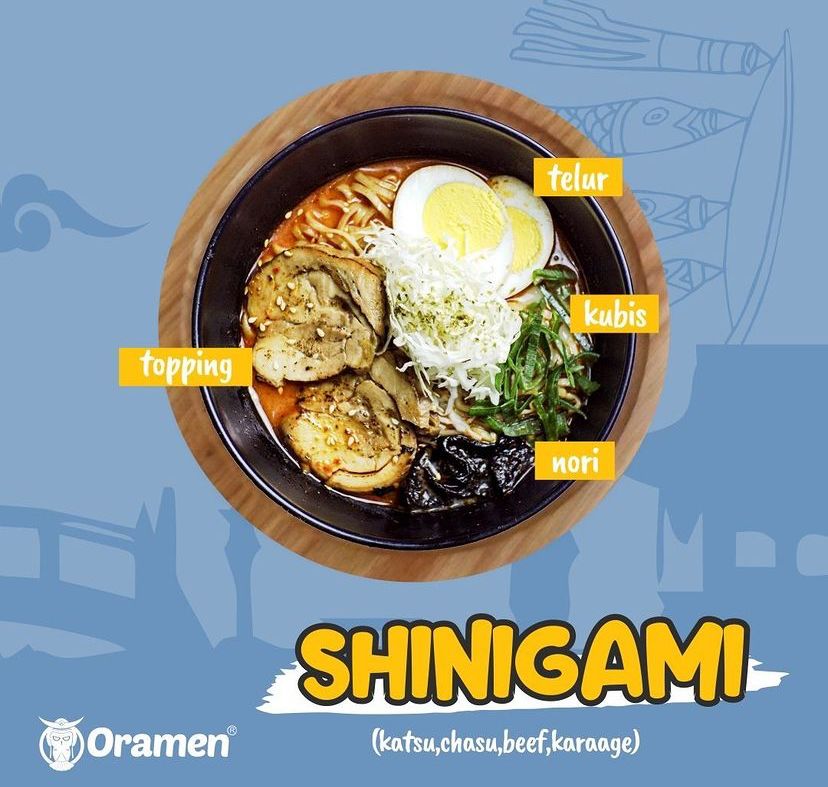 telur
kubis
topping
nori
SHINIGAMI
(katsu,chasu,beef,karaage)
Oramen®